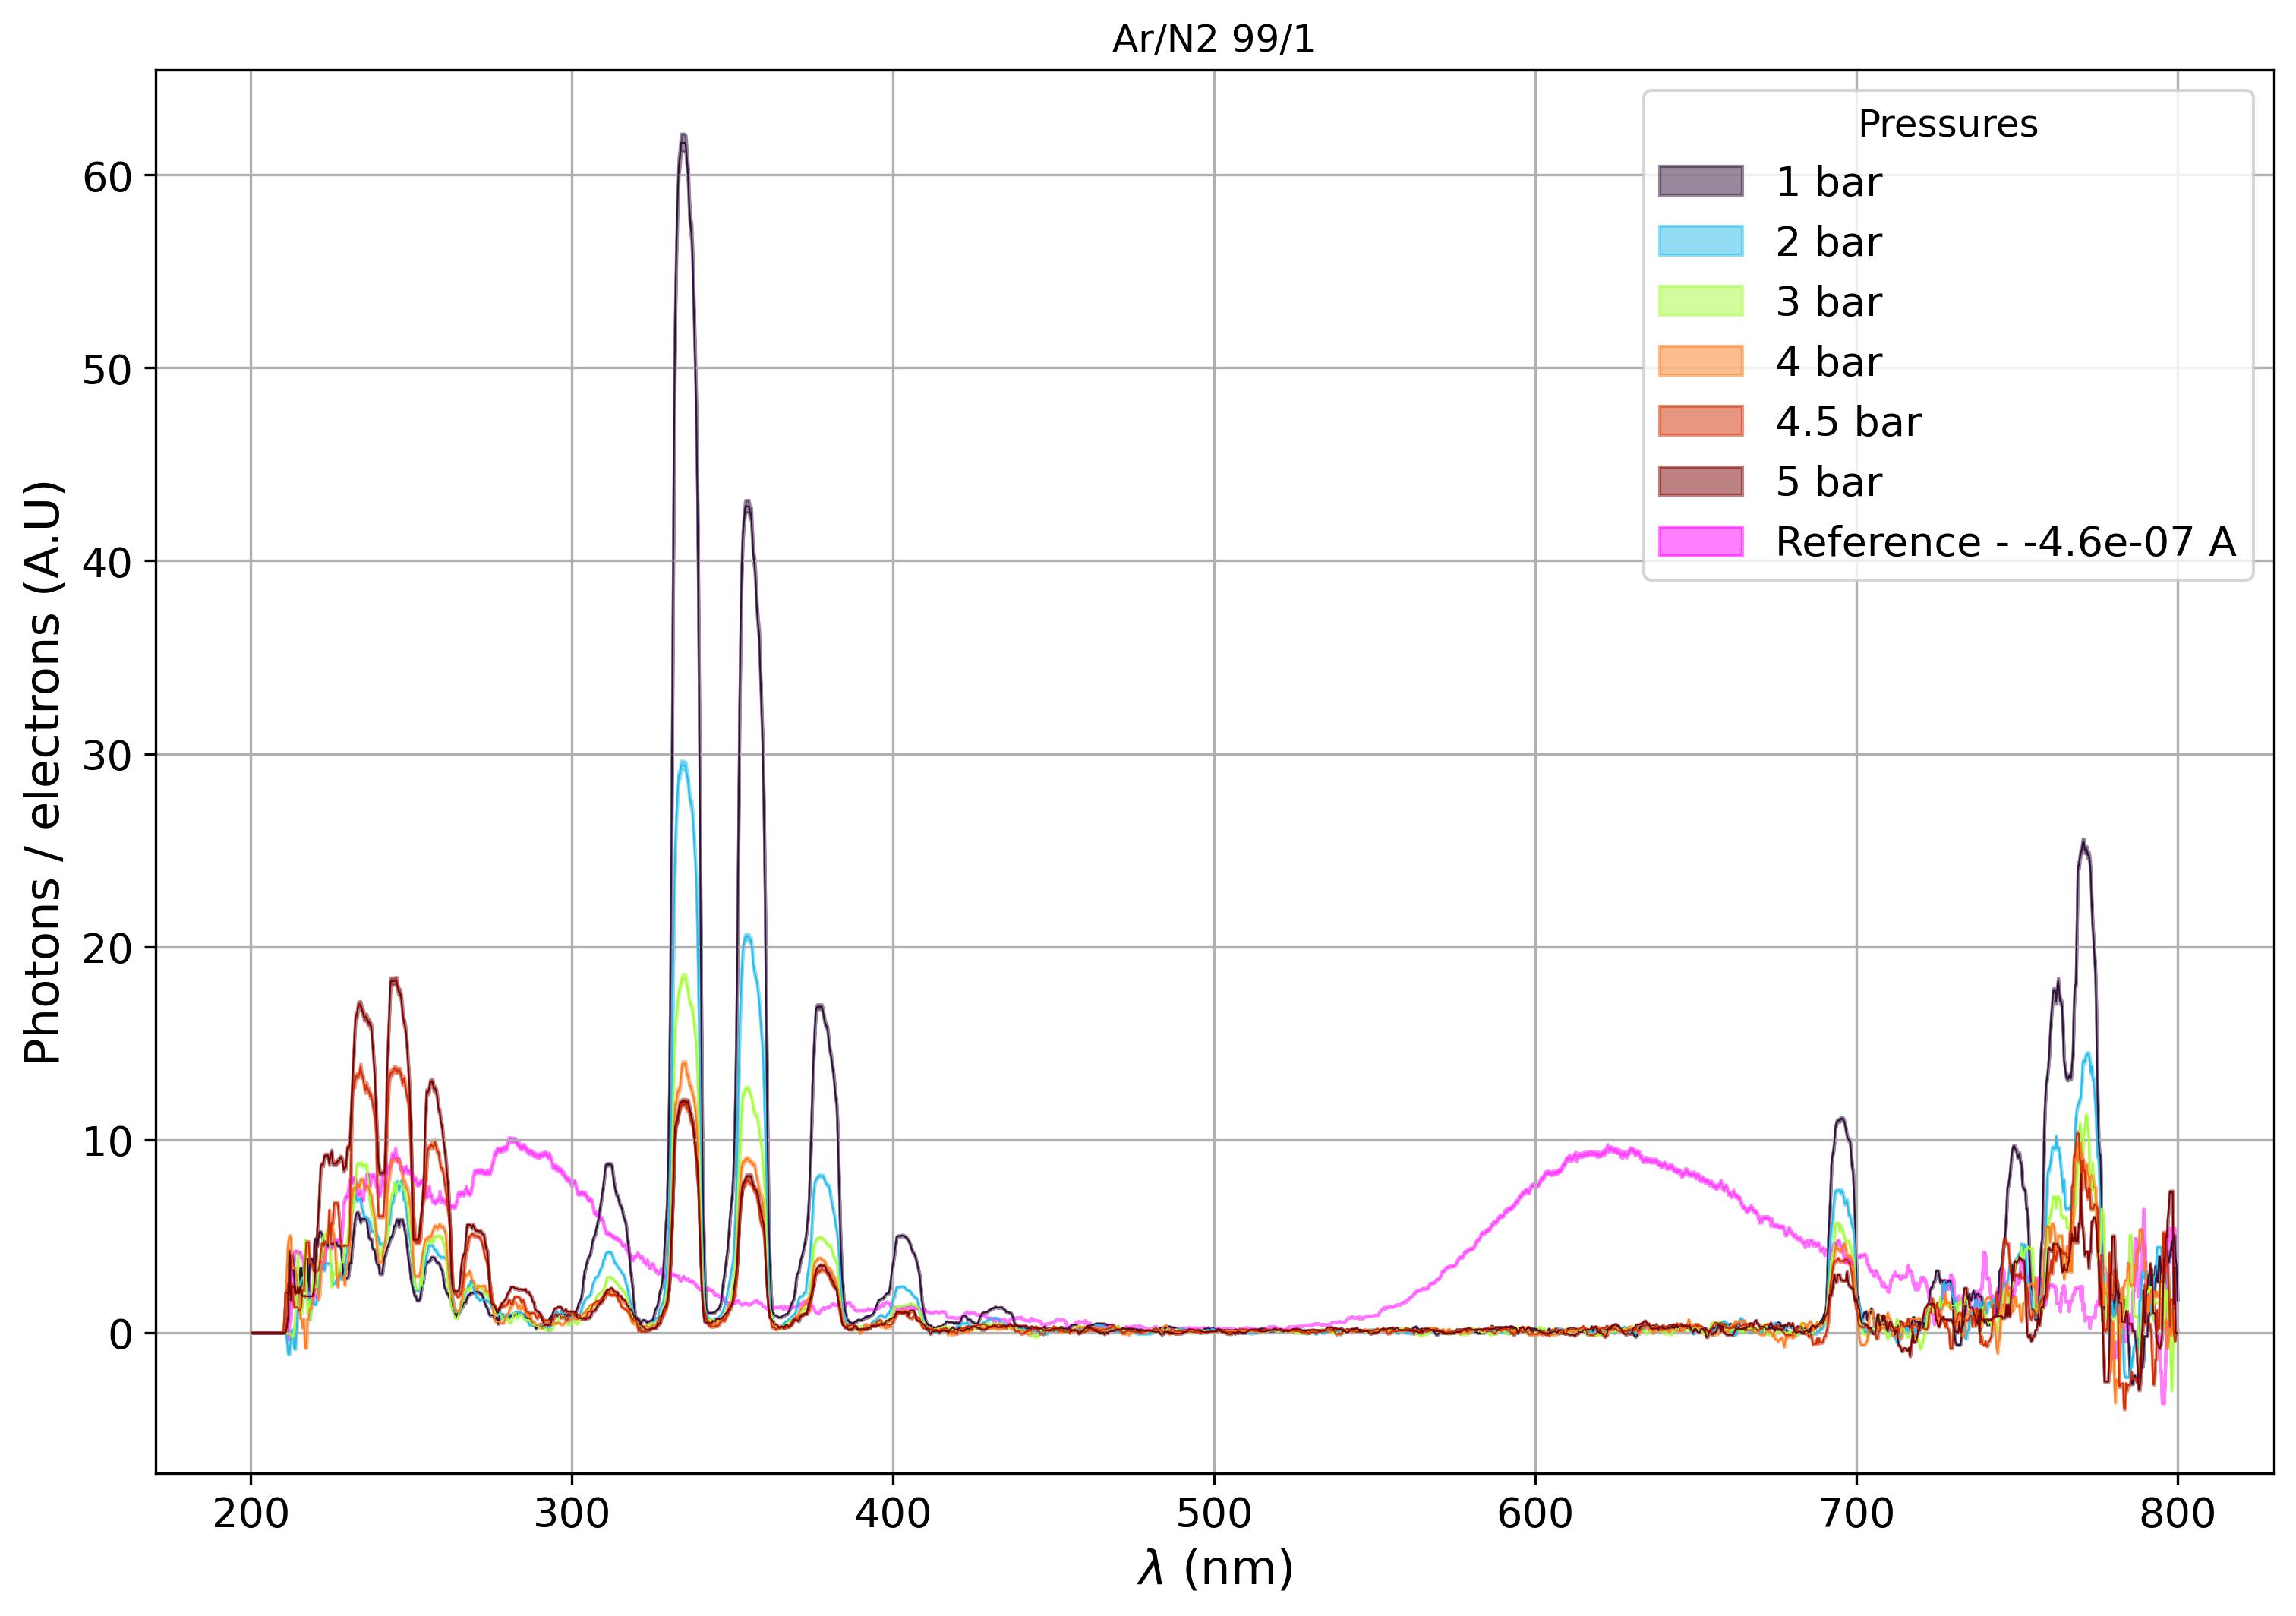 Ar/N2 99/1
Photons / electrons (A.U)
60
50
40
30
20
10
0
Pressures
1 bar
2 bar
3 bar
4 bar
4.5 bar
5 bar
Reference - -4.6e-07 A
200 300 400 500 600 700 800
λ (nm)